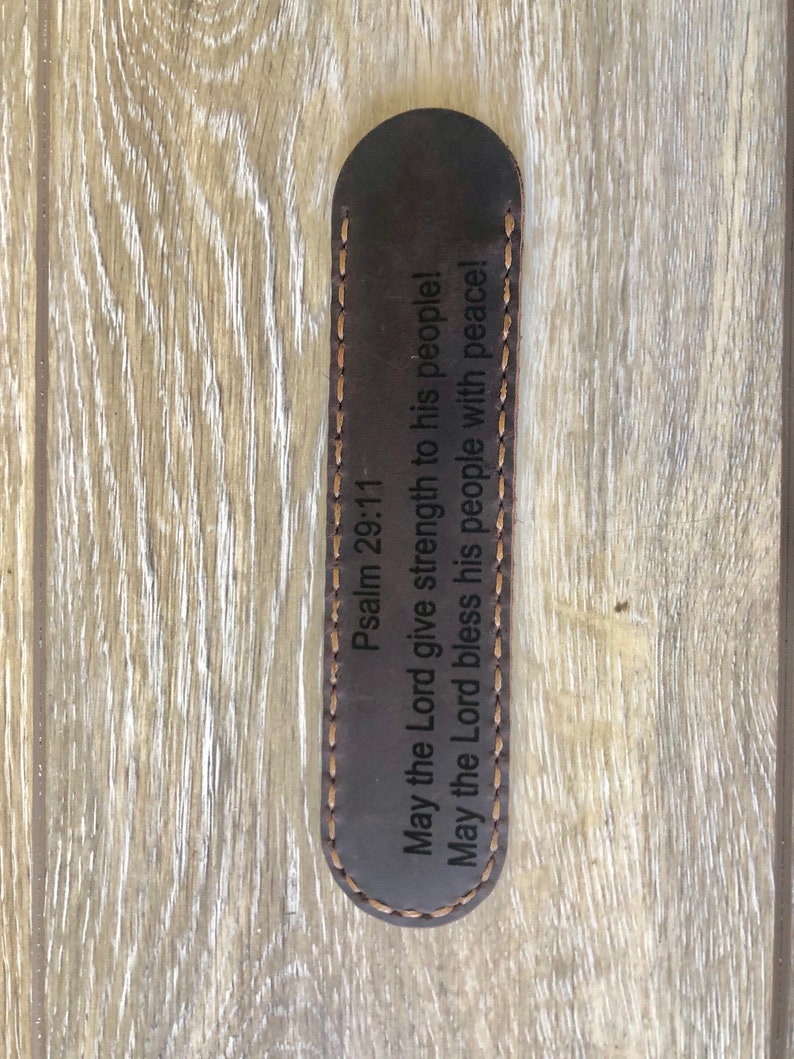 Psalm 29:11
May the Lord give strength to his people!
May the Lord bless his people with peace!